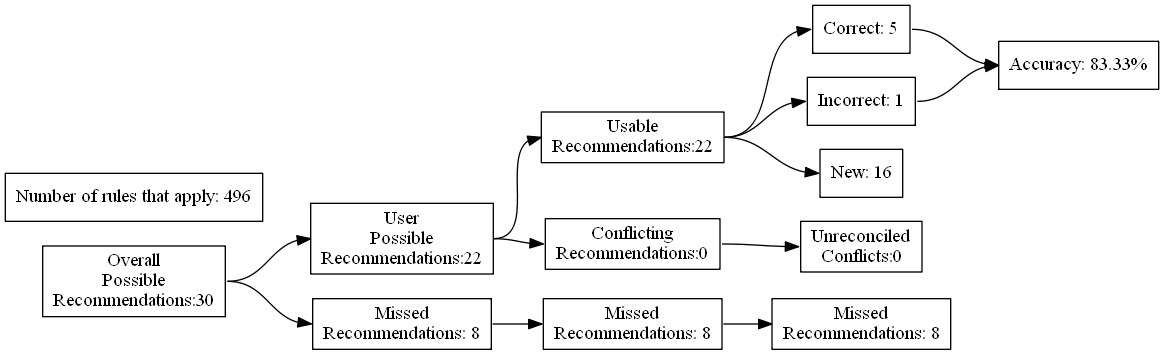 Correct: 5
Accuracy: 83.33%
Incorrect: 1
Usable
Recommendations:22
New: 16
Number of rules that apply: 496
User
Possible
Recommendations:22
Conflicting
Recommendations:0
Unreconciled
Conflicts:0
Overall
Possible
Recommendations:30
Missed
Recommendations: 8
Missed
Recommendations: 8
Missed
Recommendations: 8